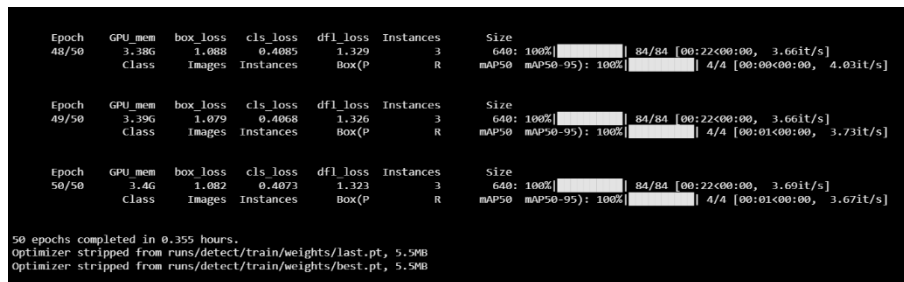 Epoch GPU_mem box_loss cls_loss dfl_loss Instances Size
48/50 3.38G 1.088 0.4085 1.329 3 640: 100%|██████████| 84/84 [00:22<00:00, 3.66it/s]
Class Images Instances Box(P R mAP50 mAP50-95): 100%|██████████| 4/4 [00:00<00:00, 4.03it/s]
Epoch GPU_mem box_loss cls_loss dfl_loss Instances Size
49/50 3.39G 1.079 0.4068 1.326 3 640: 100%|██████████| 84/84 [00:22<00:00, 3.66it/s]
Class Images Instances Box(P R mAP50 mAP50-95): 100%|██████████| 4/4 [00:01<00:00, 3.73it/s]
Epoch GPU_mem box_loss cls_loss dfl_loss Instances Size
50/50 3.4G 1.082 0.4073 1.323 3 640: 100%|██████████| 84/84 [00:22<00:00, 3.69it/s]
Class Images Instances Box(P R mAP50 mAP50-95): 100%|██████████| 4/4 [00:01<00:00, 3.67it/s]
50 epochs completed in 0.355 hours.
Optimizer stripped from runs/detect/train/weights/last.pt, 5.5MB
Optimizer stripped from runs/detect/train/weights/best.pt, 5.5MB